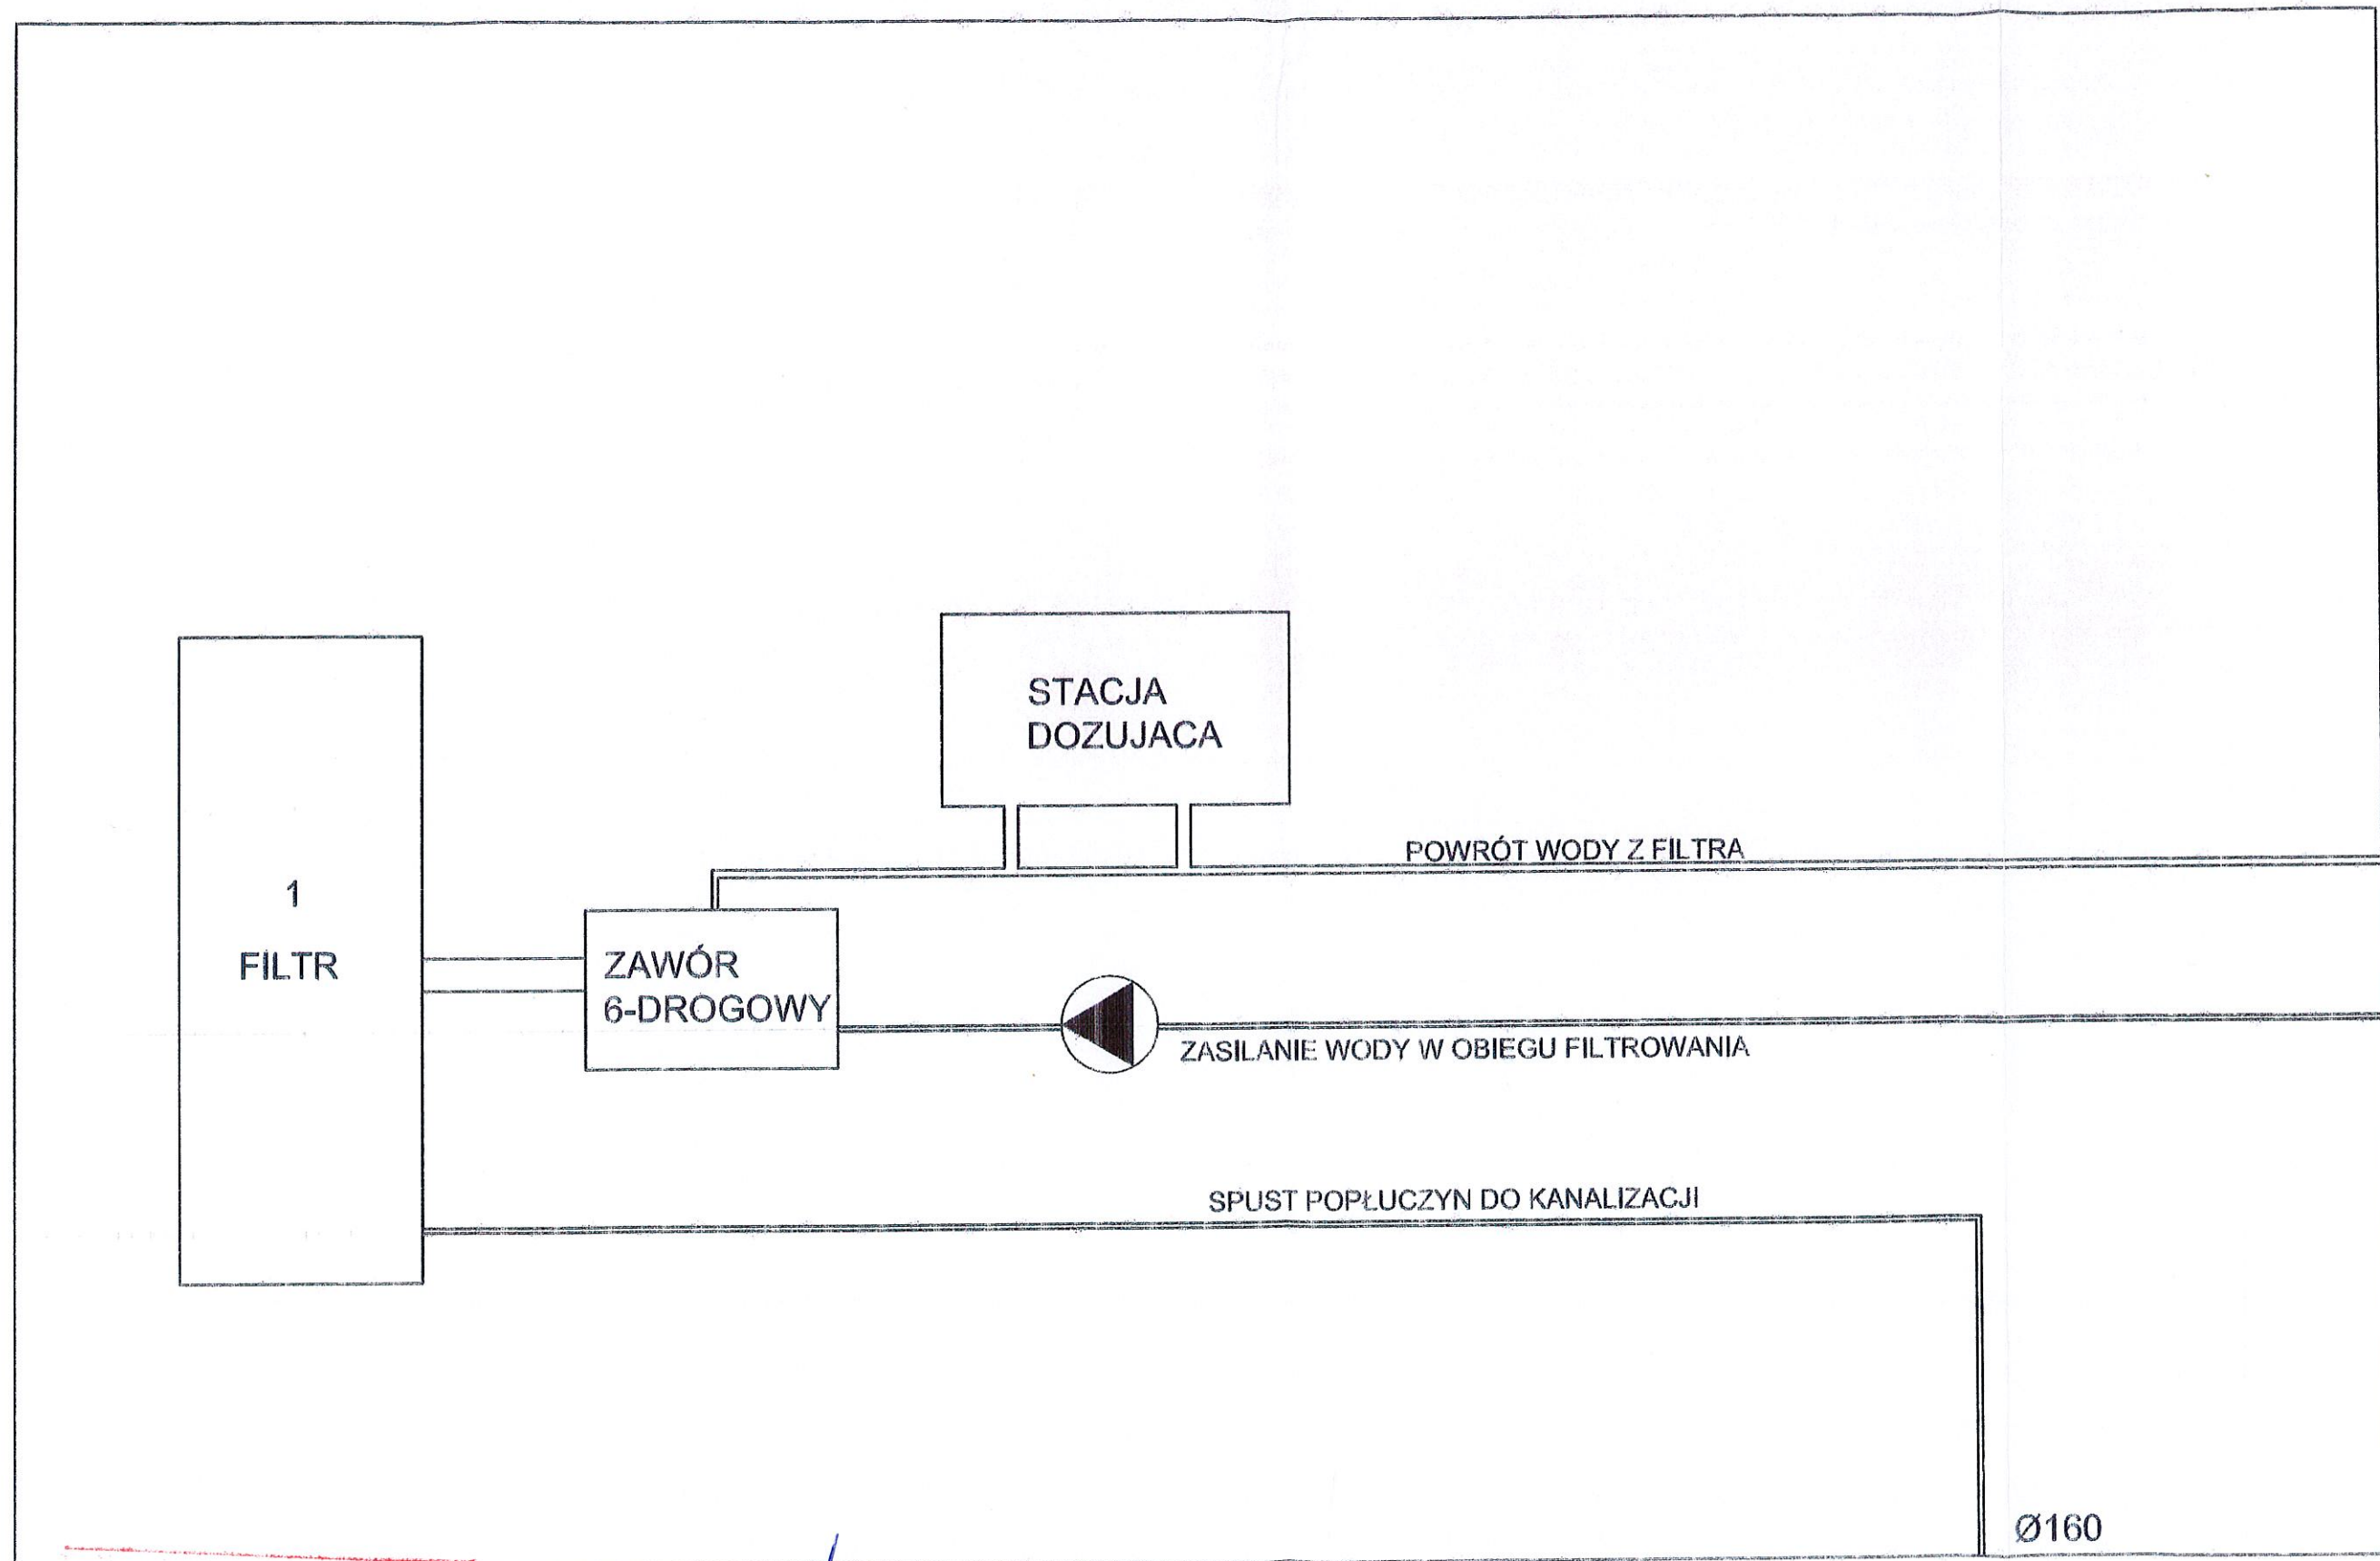 STACJA
DOZUJACA
POWRÓT WODY Z FILTRA
1
FILTR
ZAWÓR
6-DROGOWY
ZASILANIE WODY W OBIEGU FILTROWANIA
SPUST POPŁUCZYN DO KANALIZACJI
Ø160